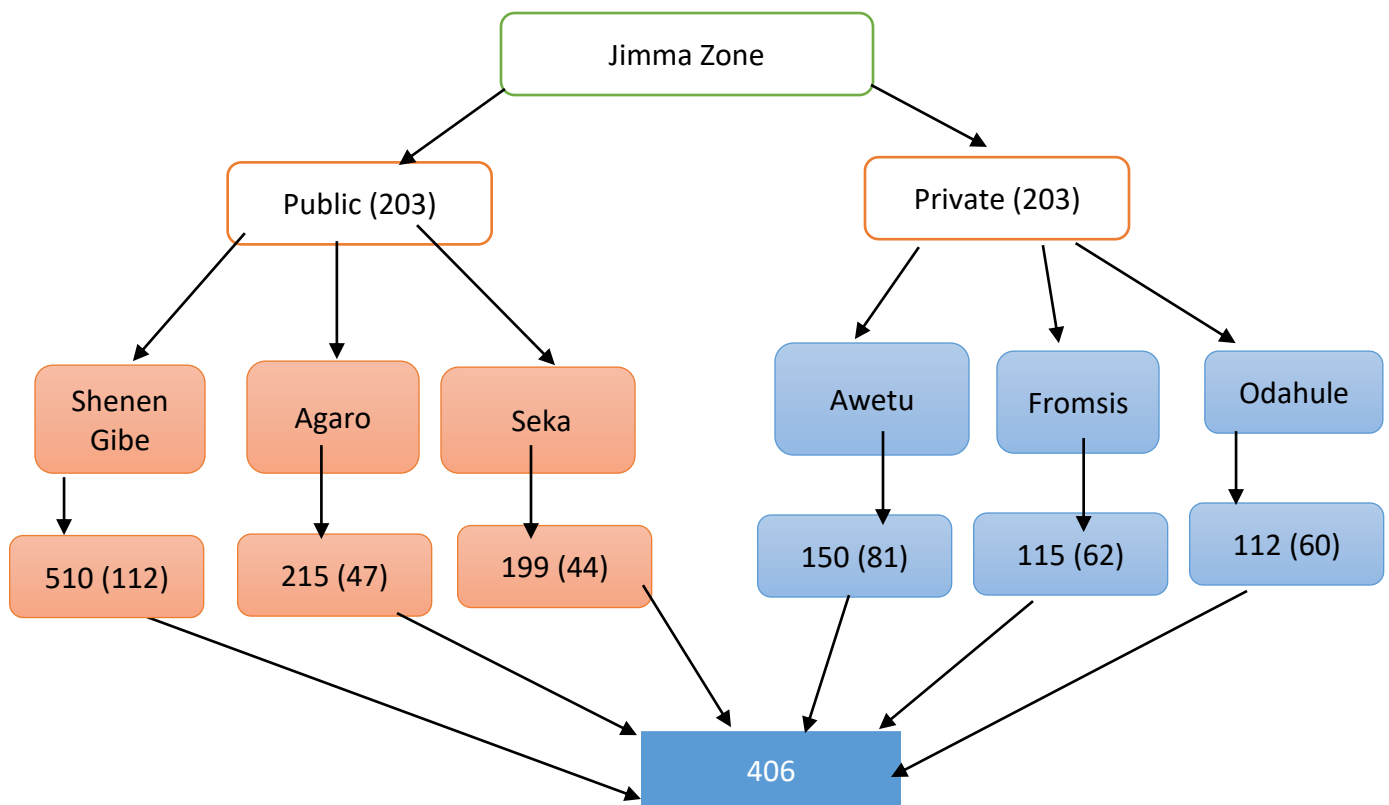 Jimma Zone
Public (203)
Private (203)
Shenen
Gibe
Agaro
Seka
Awetu
Fromsis
Odahule
510 (112)
215 (47)
199 (44)
150 (81)
115 (62)
112 (60)
406